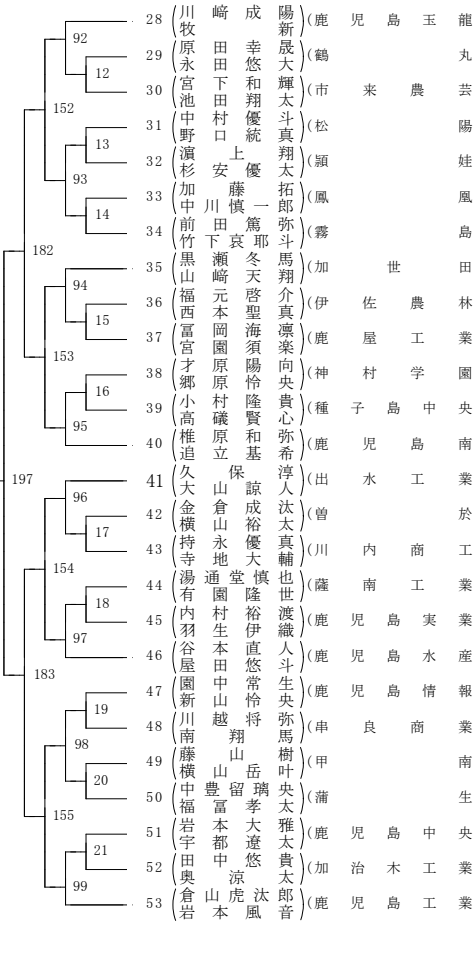 28 (川﨑成陽 牧新) (鹿児島玉龍
92
29 (原田幸晟 永田悠大) (鶴丸
12
30 (宮下和輝 池田翔太) (市来農芸
152
31 (中村優斗 野口統真) (松陽
13
32 (濵上翔 杉安優太) (頴娃
93
33 (加藤拓 中川慎一郎) (鳳凰
14
34 (前田篤弥 竹下哀耶斗) (霧島
182
35 (黒瀬冬馬 山﨑天翔) (加世田
94
36 (福元啓介 西本聖真) (伊佐農林
15
37 (冨岡海凛 宮園須楽) (鹿屋工業
153
38 (才原陽向 郷原怜央) (神村学園
16
39 (小村隆貴 高礒賢心) (種子島中央
95
40 (椎原和弥 追立基希) (鹿児島南
197
41 (久保淳 大山諒人) (出水工業
96
42 (金倉成汰 横山裕太) (曽於
17
43 (持永優真 寺地大輔) (川内商工
154
44 (湯通堂慎也 有園隆世) (薩南工業
18
45 (内村裕渡 羽生伊織) (鹿児島実業
97
46 (谷本直人 屋田悠斗) (鹿児島水産
183
47 (園中常生 新山怜央) (鹿児島情報
19
48 (川越将弥 南翔馬) (串良商業
98
49 (藤山樹 横山岳叶) (甲南
20
50 (中豊留璃央 福冨孝太) (蒲生
155
51 (岩本大雅 宇都遼太) (鹿児島中央
21
52 (田中悠貴 奥涼太) (加治木工業
99
53 (倉山虎汰郎 岩本風音) (鹿児島工業